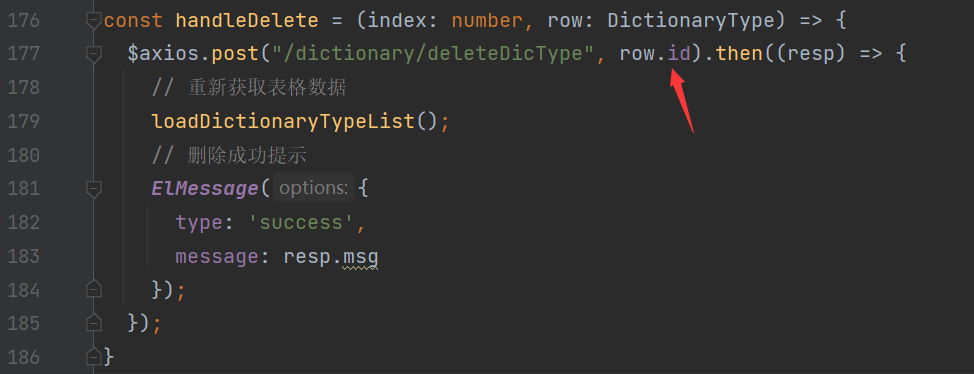 176 const handleDelete = (index: number, row: DictionaryType) => {
177 $axios.post("/dictionary/deleteDicType", row.id).then((resp) => {
178 // 重新获取表格数据
179 loadDictionaryTypeList();
180 // 删除成功提示
181 ElMessage( options: {
182 type: 'success',
183 message: resp.msg
184 });
185 });
186 }